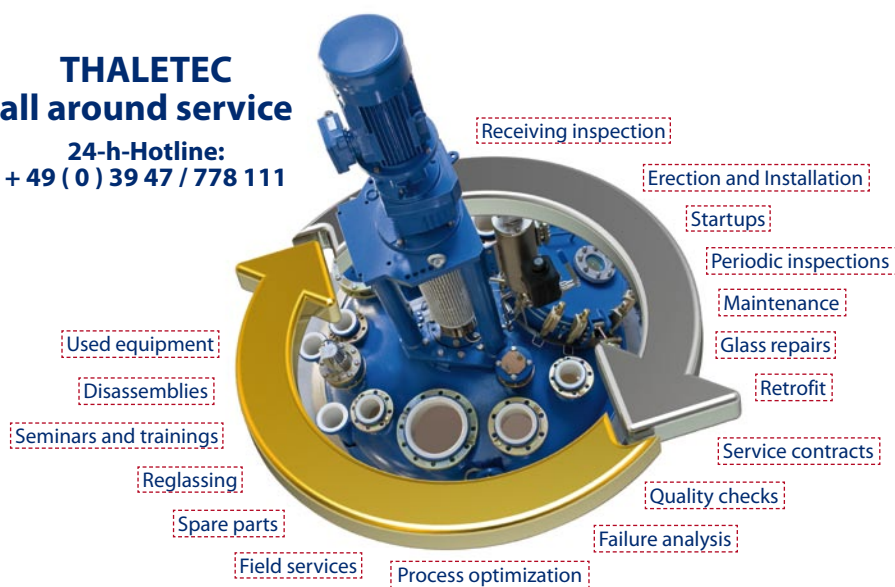 THALETEC
all around service
24-h-Hotline:
+ 49 ( 0 ) 39 47 / 778 111
Receiving inspection
Erection and Installation
Startups
Periodic inspections
Maintenance
Glass repairs
Retrofit
Service contracts
Quality checks
Failure analysis
Process optimization
Field services
Spare parts
Reglassing
Seminars and trainings
Disassemblies
Used equipment